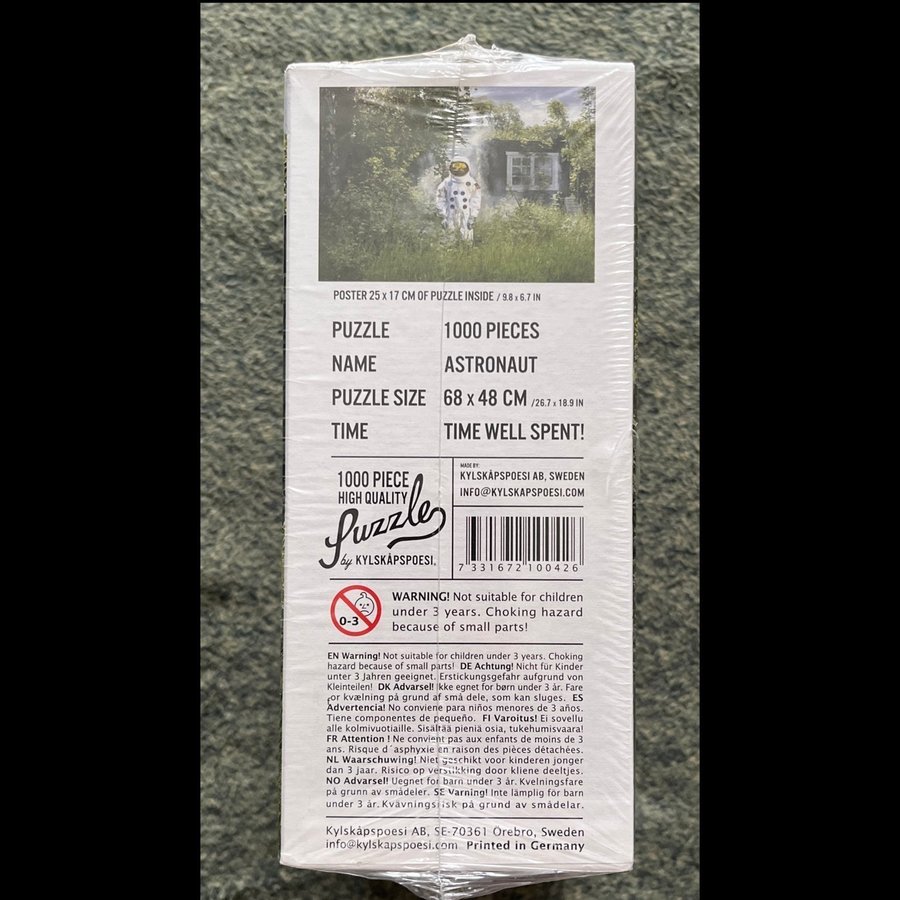 POSTER 25 x 17 CM OF PUZZLE INSIDE / 9.8 x 6.7 IN
PUZZLE 1000 PIECES
NAME ASTRONAUT
PUZZLE SIZE 68 x 48 CM / 26.7 x 18.9 IN
TIME TIME WELL SPENT!
1000 PIECE
HIGH QUALITY
Puzzle
by KYLSKÅPSPOESI.
MADE BY:
KYLSKÅPSPOESI AB, SWEDEN
INFO@KYLSKAPSPOESI.COM
7 331672 100426
0-3
WARNING! Not suitable for children
under 3 years. Choking hazard
because of small parts!
EN Warning! Not suitable for children under 3 years. Choking
hazard because of small parts! DE Achtung! Nicht für Kinder
unter 3 Jahren geeignet. Erstickungsgefahr aufgrund von
Kleinteilen! DK Advarsel! Ikke egnet for børn under 3 år. Fare
for kvælning på grund af små dele, som kan sluges. ES
Advertencia! No conviene para niños menores de 3 años.
Tiene componentes de pequeño. FI Varoitus! Ei sovellu
alle kolmivuotiaille. Sisältää pieniä osia, tukehumisvaara!
FR Attention ! Ne convient pas aux enfants de moins de 3
ans. Risque d´asphyxie en raison des pièces détachées.
NL Waarschuwing! Niet geschikt voor kinderen jonger
dan 3 jaar. Risico op verstikking door kliene deeltjes.
NO Advarsel! Uegnet for barn under 3 år. Kvelningsfare
på grunn av smådeler. SE Varning! Inte lämplig för barn
under 3 år. Kvävningsrisk på grund av smådelar.
Kylskåpspoesi AB, SE-70361 Örebro, Sweden
info@kylskapspoesi.com Printed in Germany